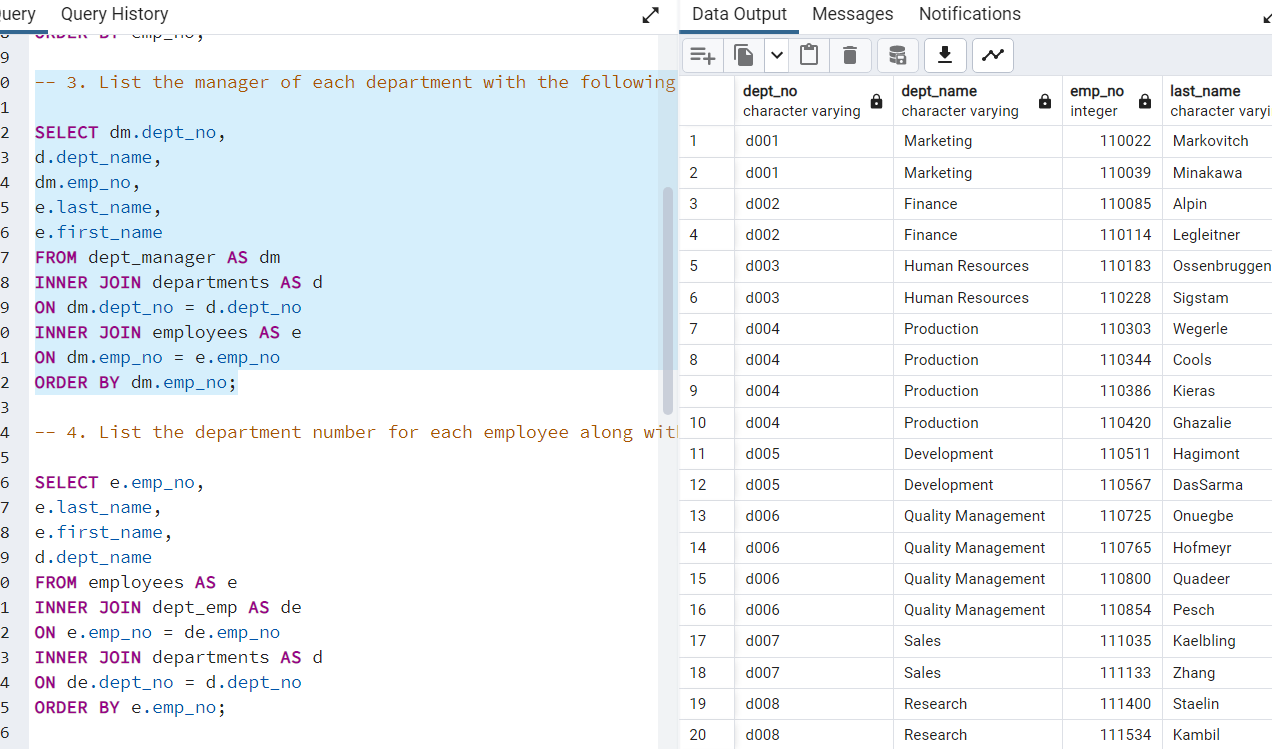 Query History
Data Output Messages Notifications
ORDER BY emp_no;
9
0 -- 3. List the manager of each department with the following
1
2 SELECT dm.dept_no,
3 d.dept_name,
4 dm.emp_no,
5 e.last_name,
6 e.first_name
7 FROM dept_manager AS dm
8 INNER JOIN departments AS d
9 ON dm.dept_no = d.dept_no
0 INNER JOIN employees AS e
1 ON dm.emp_no = e.emp_no
2 ORDER BY dm.emp_no;
3
4 -- 4. List the department number for each employee along with
5
6 SELECT e.emp_no,
7 e.last_name,
8 e.first_name,
9 d.dept_name
0 FROM employees AS e
1 INNER JOIN dept_emp AS de
2 ON e.emp_no = de.emp_no
3 INNER JOIN departments AS d
4 ON de.dept_no = d.dept_no
5 ORDER BY e.emp_no;
6
dept_no dept_name emp_no last_name
character varying character varying integer character varyi
1 d001 Marketing 110022 Markovitch
2 d001 Marketing 110039 Minakawa
3 d002 Finance 110085 Alpin
4 d002 Finance 110114 Legleitner
5 d003 Human Resources 110183 Ossenbruggen
6 d003 Human Resources 110228 Sigstam
7 d004 Production 110303 Wegerle
8 d004 Production 110344 Cools
9 d004 Production 110386 Kieras
10 d004 Production 110420 Ghazalie
11 d005 Development 110511 Hagimont
12 d005 Development 110567 DasSarma
13 d006 Quality Management 110725 Onuegbe
14 d006 Quality Management 110765 Hofmeyr
15 d006 Quality Management 110800 Quadeer
16 d006 Quality Management 110854 Pesch
17 d007 Sales 111035 Kaelbling
18 d007 Sales 111133 Zhang
19 d008 Research 111400 Staelin
20 d008 Research 111534 Kambil